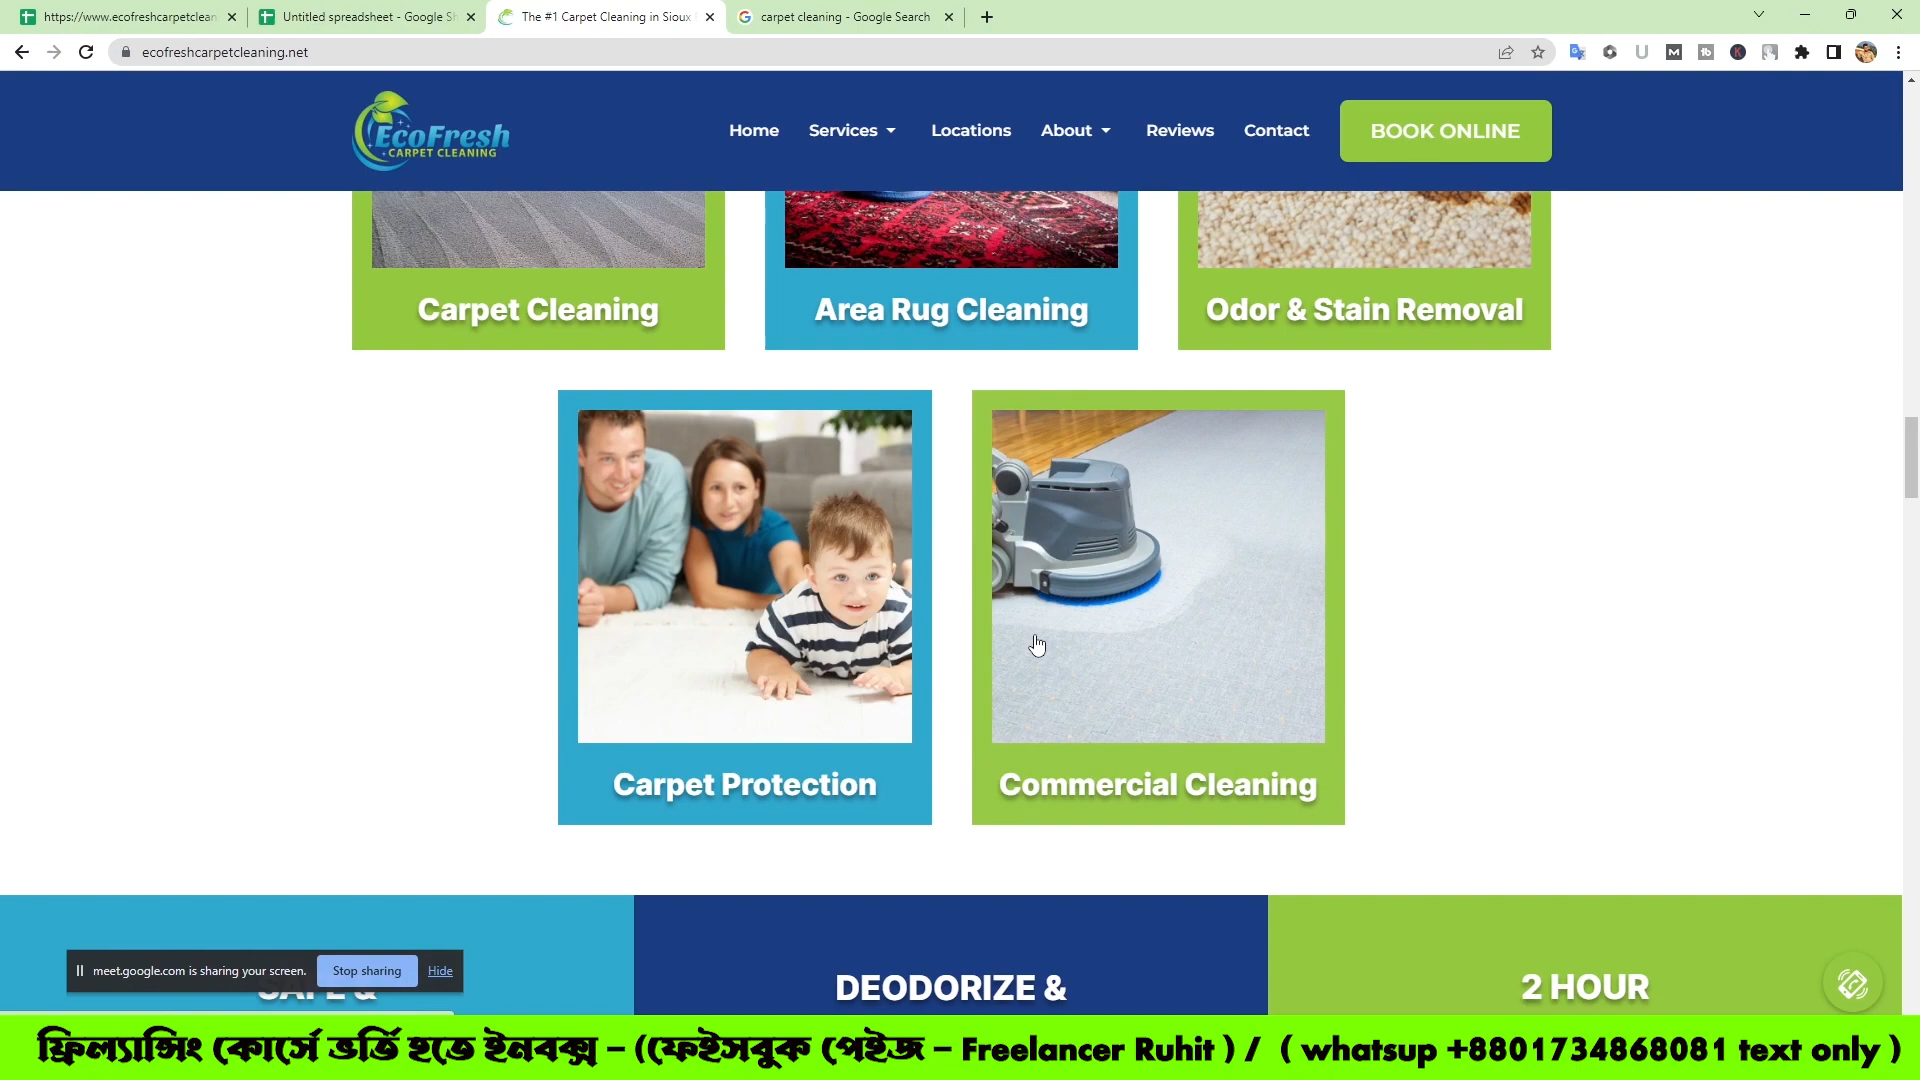 https://www.ecofreshcarpetclean
Untitled spreadsheet - Google Sh
The #1 Carpet Cleaning in Sioux
carpet cleaning - Google Search
ecofreshcarpetcleaning.net
EcoFresh
CARPET CLEANING
Home
Services
Locations
About
Reviews
Contact
BOOK ONLINE
Carpet Cleaning
Area Rug Cleaning
Odor & Stain Removal
Carpet Protection
Commercial Cleaning
meet.google.com is sharing your screen.
Stop sharing
Hide
SAFE &
DEODORIZE &
2 HOUR
ফ্রিল্যান্সিং কোর্সে ভর্তি হতে ইনবক্স – ((ফেইসবুক পেইজ – Freelancer Ruhit ) / ( whatsup +8801734868081 text only )